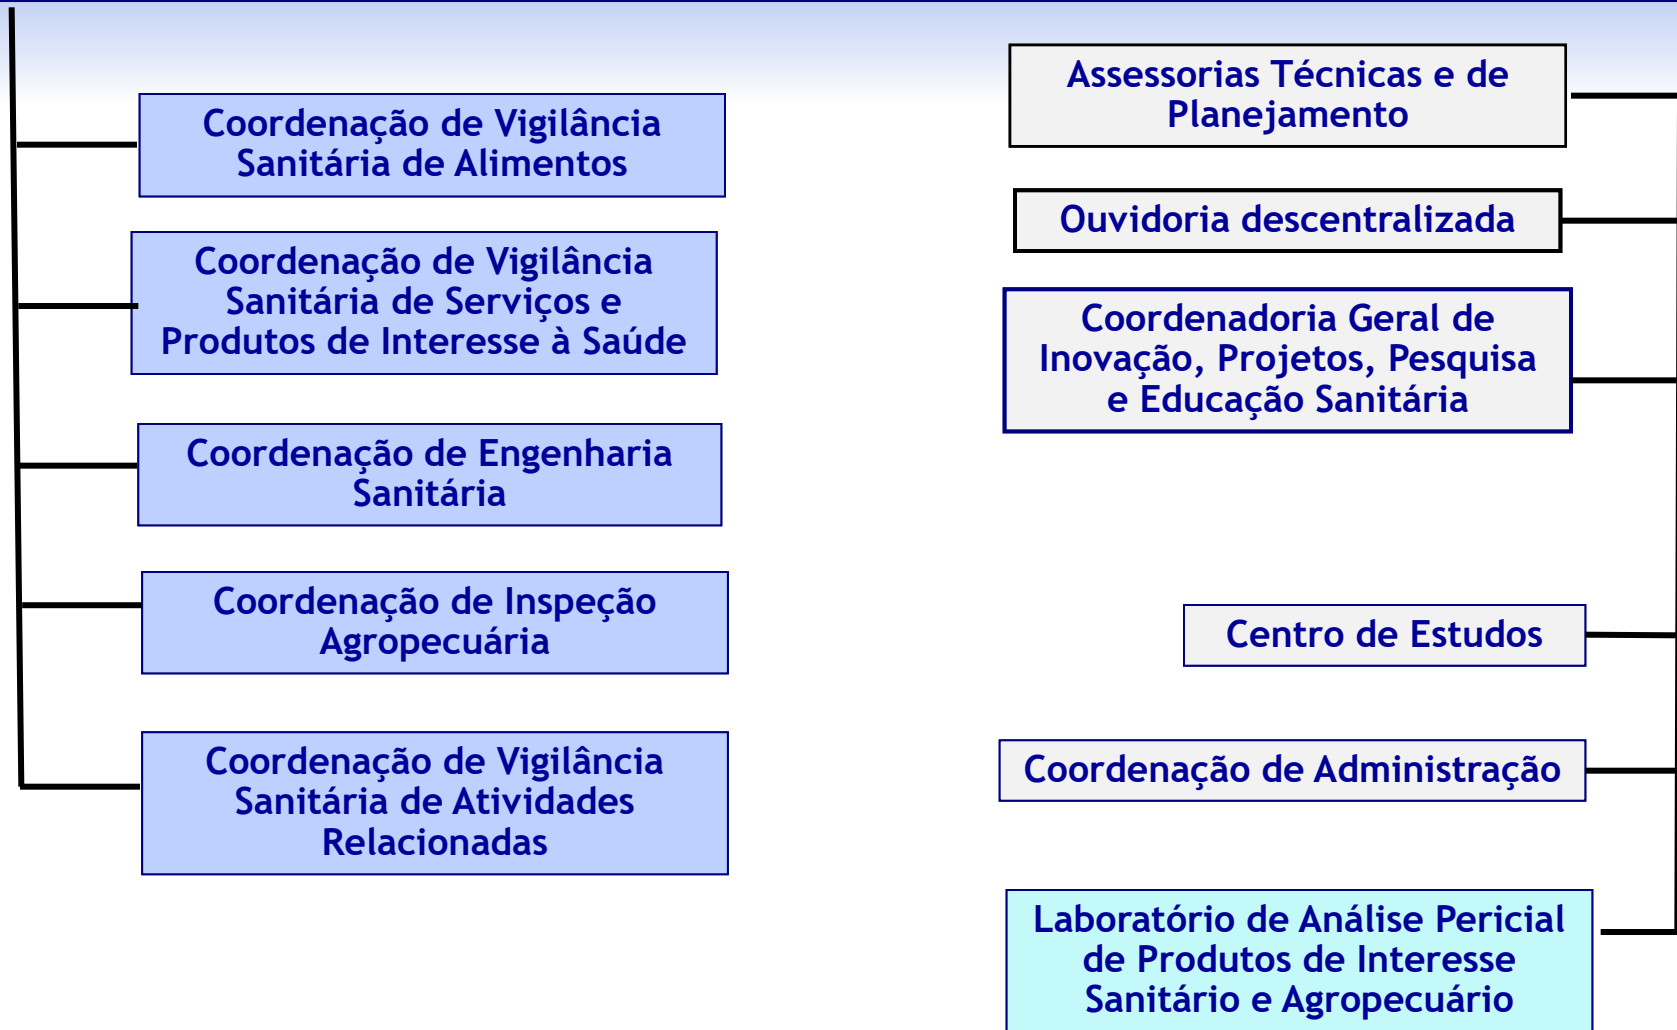 Coordenação de Vigilância
Sanitária de Alimentos
Coordenação de Vigilância
Sanitária de Serviços e
Produtos de Interesse à Saúde
Coordenação de Engenharia
Sanitária
Coordenação de Inspeção
Agropecuária
Coordenação de Vigilância
Sanitária de Atividades
Relacionadas
Assessorias Técnicas e de
Planejamento
Ouvidoria descentralizada
Coordenadoria Geral de
Inovação, Projetos, Pesquisa
e Educação Sanitária
Centro de Estudos
Coordenação de Administração
Laboratório de Análise Pericial
de Produtos de Interesse
Sanitário e Agropecuário